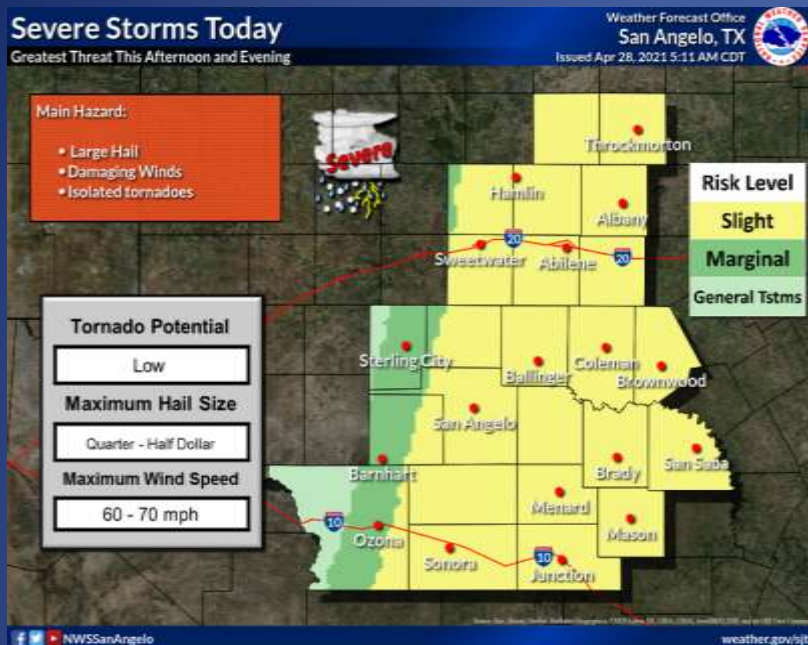 Severe Storms Today
Greatest Threat This Afternoon and Evening
Weather Forecast Office
San Angelo, TX
Issued Apr 28, 2021 5:11 AM CDT
Main Hazard:
• Large Hail
• Damaging Winds
• Isolated tornadoes
Severe
Throckmorton
Hamlin
Albany
20
Sweetwater
Abilene
20
Risk Level
Slight
Marginal
General Tstms
Sterling City
Ballinger
Coleman
Brownwood
San Angelo
Barnhart
Brady
San Saba
Menard
Mason
10
Ozona
Sonora
10
Junction
Tornado Potential
Low
Maximum Hail Size
Quarter - Half Dollar
Maximum Wind Speed
60 - 70 mph
NWSSanAngelo
weather.gov/sjt